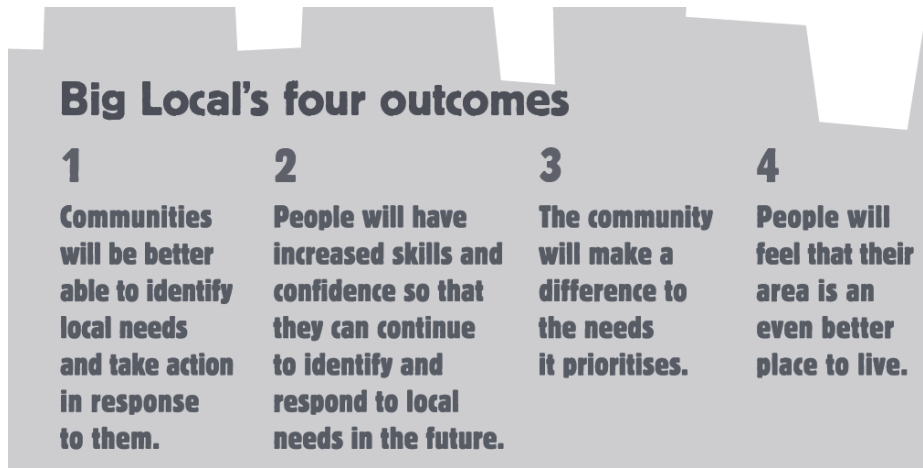 Big Local’s four outcomes
1
Communities
will be better
able to identify
local needs
and take action
in response
to them.
2
People will have
increased skills and
confidence so that
they can continue
to identify and
respond to local
needs in the future.
3
The community
will make a
difference to
the needs
it prioritises.
4
People will
feel that their
area is an
even better
place to live.